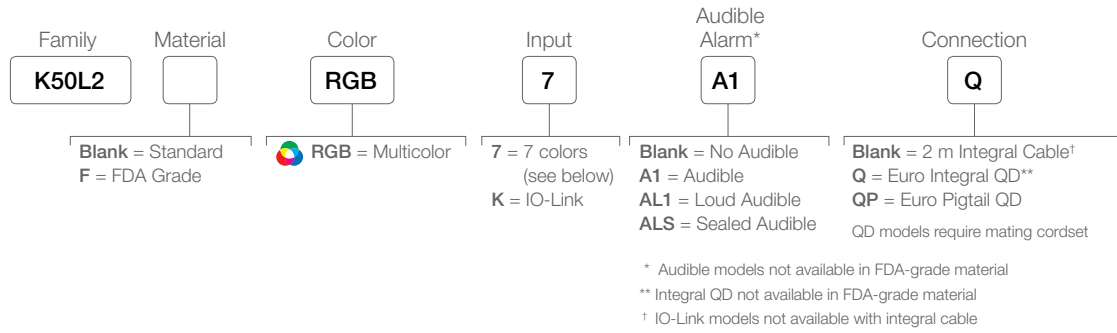 Family
Material
Color
Input
Audible
Alarm*
Connection
K50L2
RGB
7
A1
Q
Blank = Standard
F = FDA Grade
RGB = Multicolor
7 = 7 colors
(see below)
K = IO-Link
Blank = No Audible
A1 = Audible
AL1 = Loud Audible
ALS = Sealed Audible
Blank = 2 m Integral Cable†
Q = Euro Integral QD**
QP = Euro Pigtail QD
QD models require mating cordset
* Audible models not available in FDA-grade material
** Integral QD not available in FDA-grade material
† IO-Link models not available with integral cable